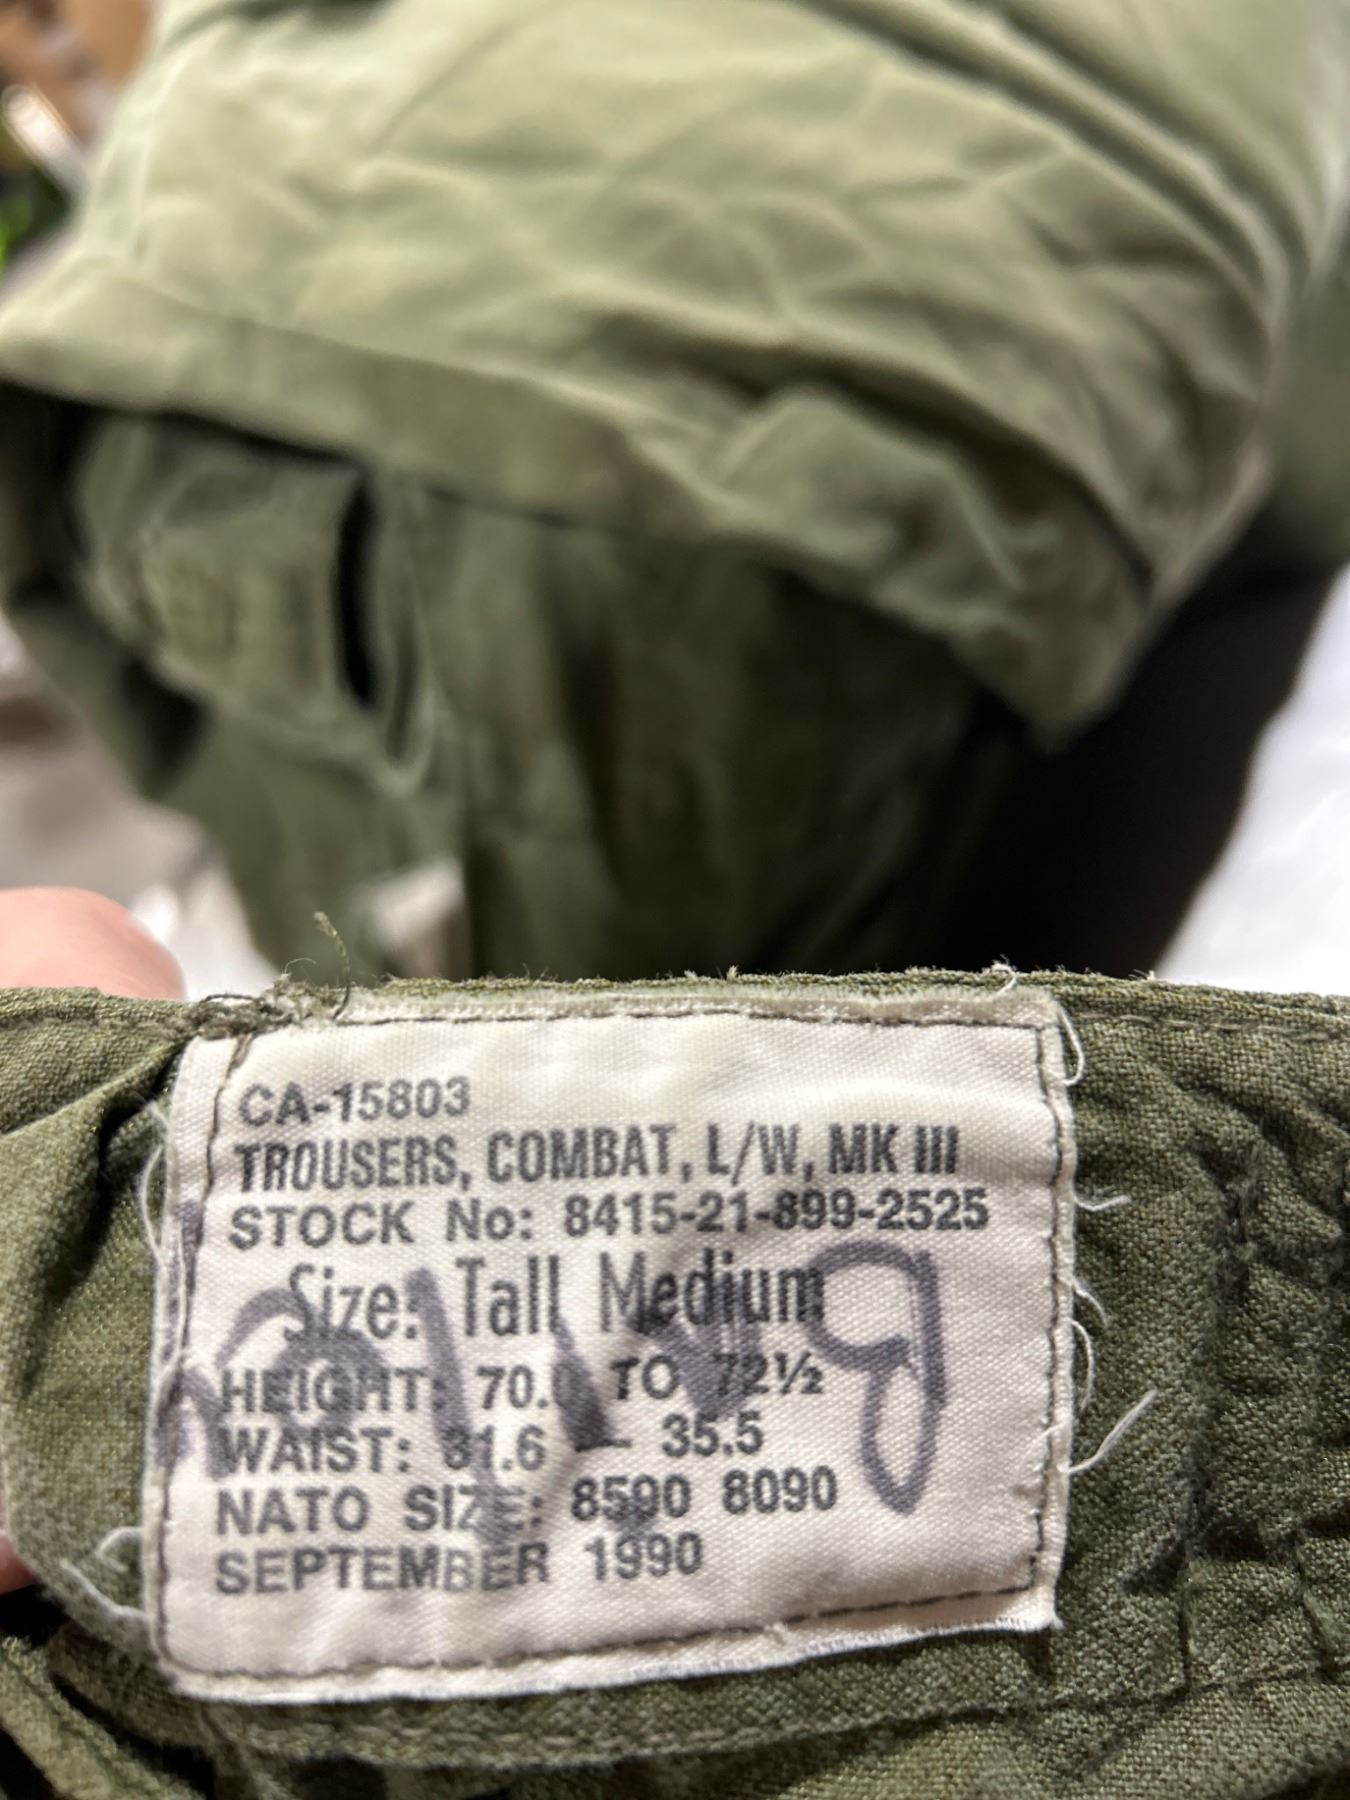 CA-15803
TROUSERS, COMBAT, L/W, MK III
STOCK No: 8415-21-899-2525
Size: Tall Medium
HEIGHT: 70.0 TO 72½
WAIST: 31.6 — 35.5
NATO SIZE: 8590 8090
SEPTEMBER 1990